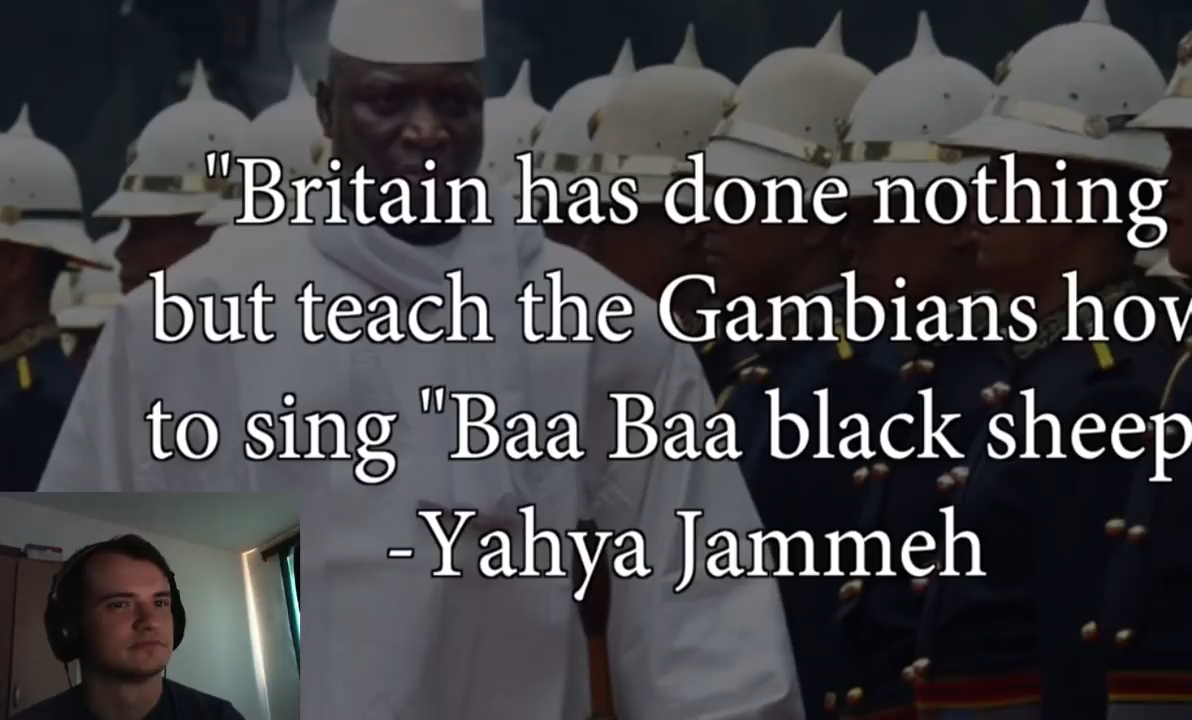 "Britain has done nothing
but teach the Gambians how
to sing "Baa Baa black sheep
-Yahya Jammeh